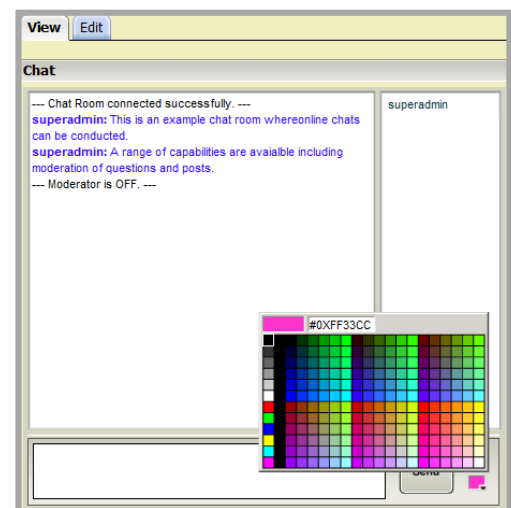 View Edit
Chat
--- Chat Room connected successfully. ---
superadmin: This is an example chat room whereonline chats
can be conducted.
superadmin: A range of capabilities are avaialble including
moderation of questions and posts.
--- Moderator is OFF. ---
superadmin
#0XFF33CC
Send